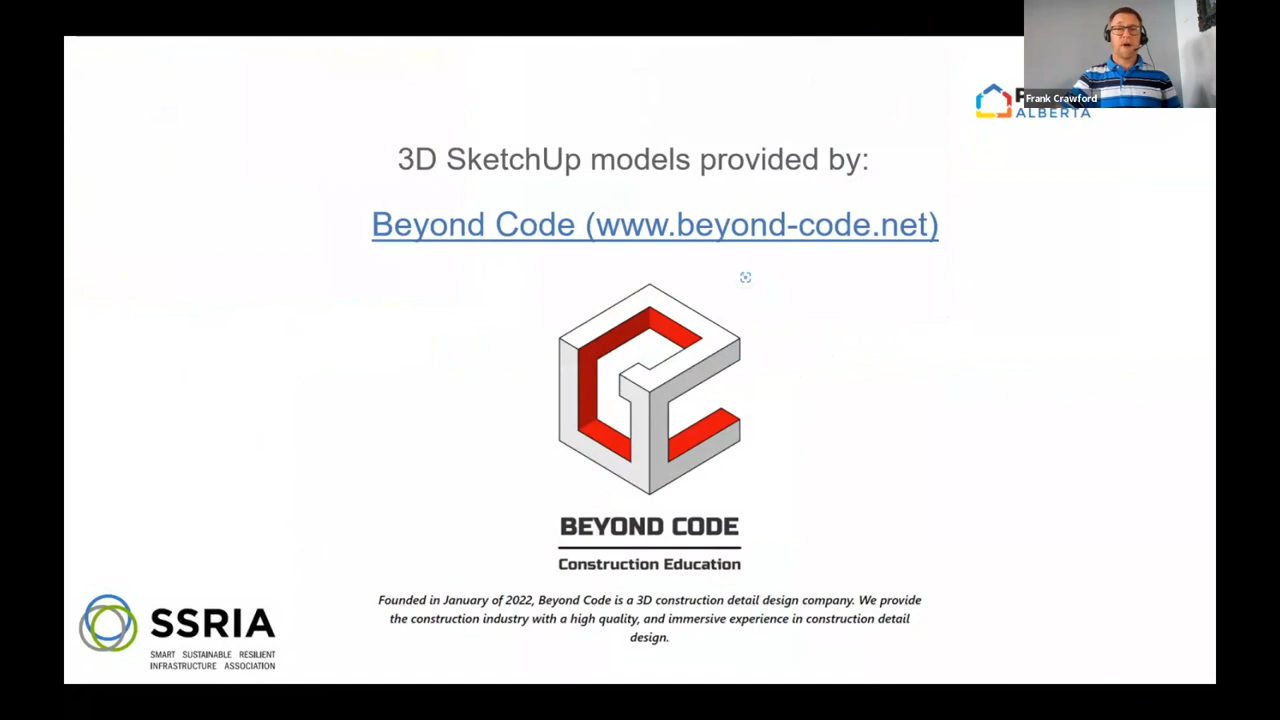 Frank Crawford
ALBERTA
3D SketchUp models provided by:
Beyond Code (www.beyond-code.net)
BEYOND CODE
Construction Education
Founded in January of 2022, Beyond Code is a 3D construction detail design company. We provide
the construction industry with a high quality, and immersive experience in construction detail
design.
SSRIA
SMART SUSTAINABLE RESILIENT
INFRASTRUCTURE ASSOCIATION